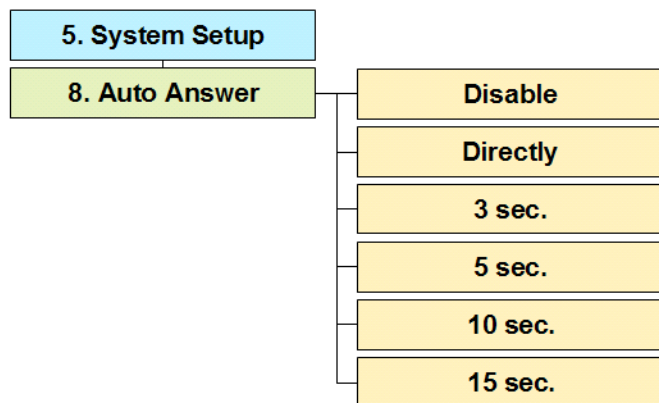 5. System Setup
8. Auto Answer
Disable
Directly
3 sec.
5 sec.
10 sec.
15 sec.